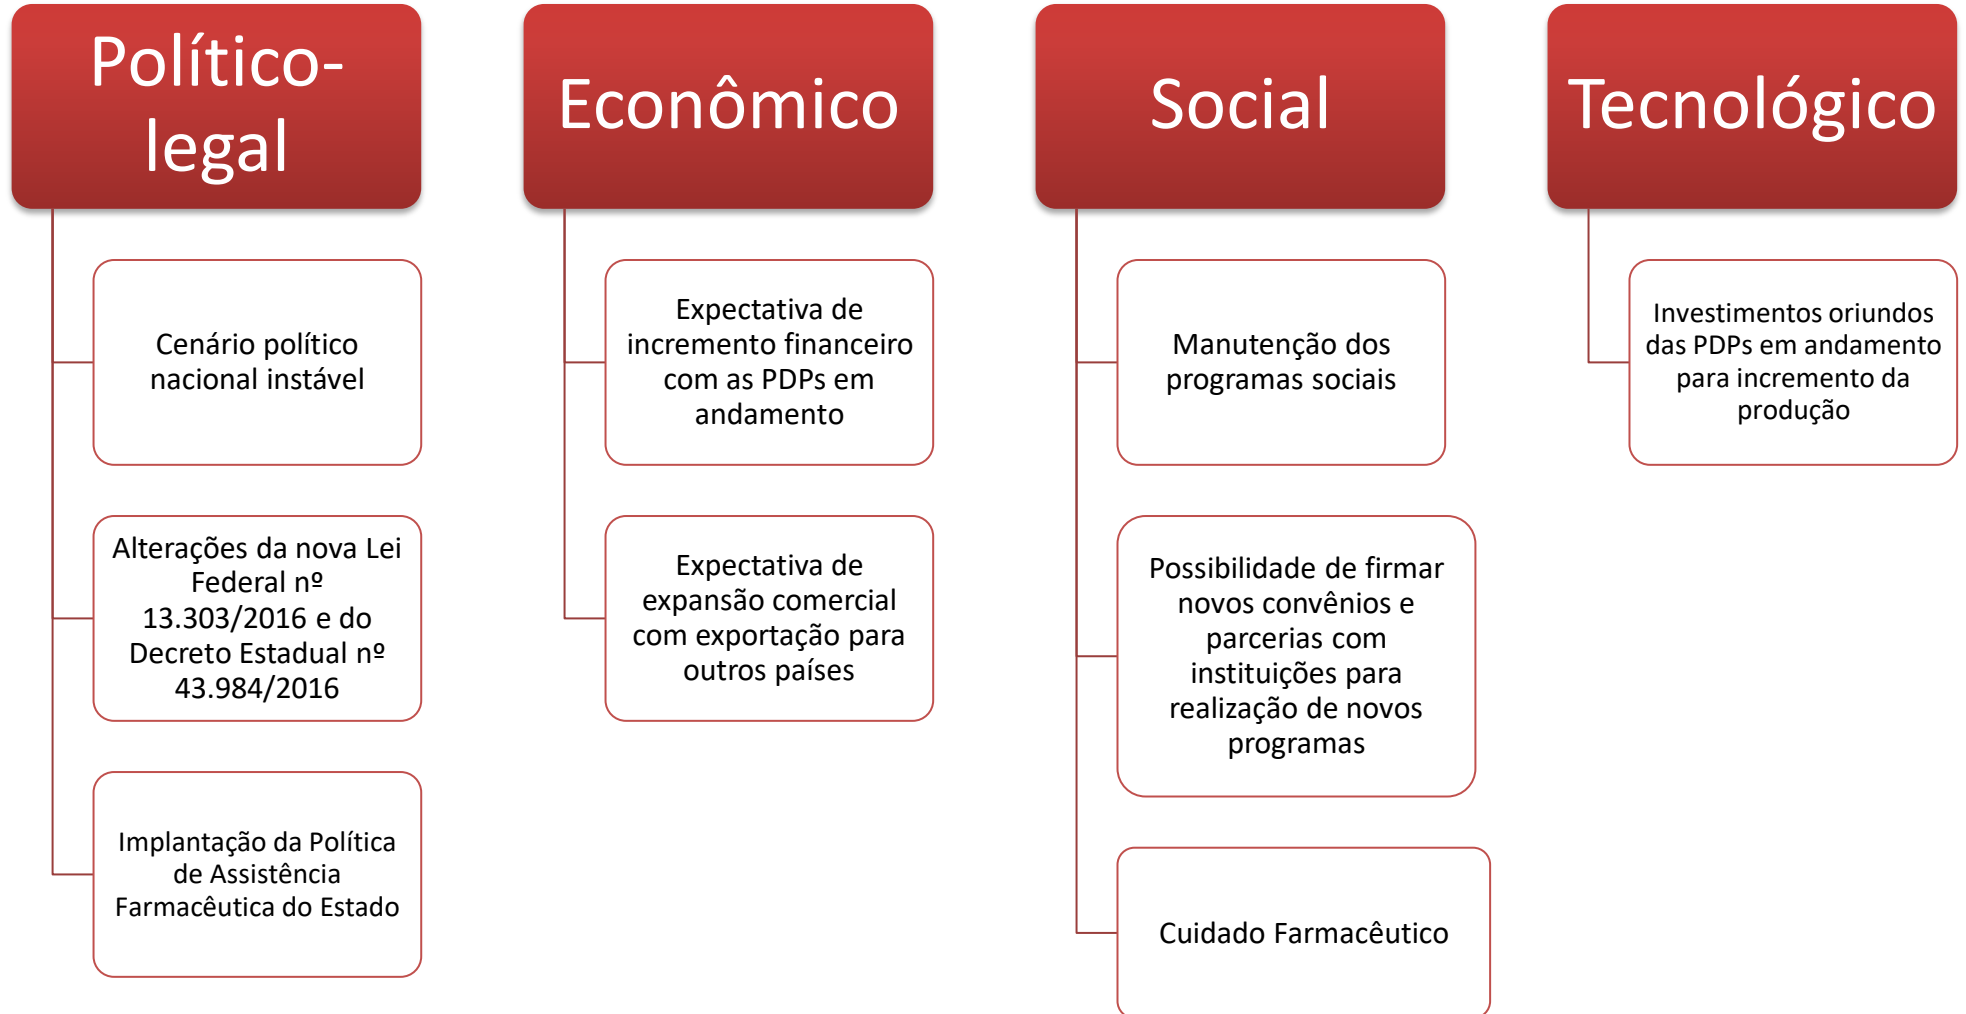 Político-
legal
Cenário político
nacional instável
Alterações da nova Lei
Federal nº
13.303/2016 e do
Decreto Estadual nº
43.984/2016
Implantação da Política
de Assistência
Farmacêutica do Estado
Econômico
Expectativa de
incremento financeiro
com as PDPs em
andamento
Expectativa de
expansão comercial
com exportação para
outros países
Social
Manutenção dos
programas sociais
Possibilidade de firmar
novos convênios e
parcerias com
instituições para
realização de novos
programas
Cuidado Farmacêutico
Tecnológico
Investimentos oriundos
das PDPs em andamento
para incremento da
produção